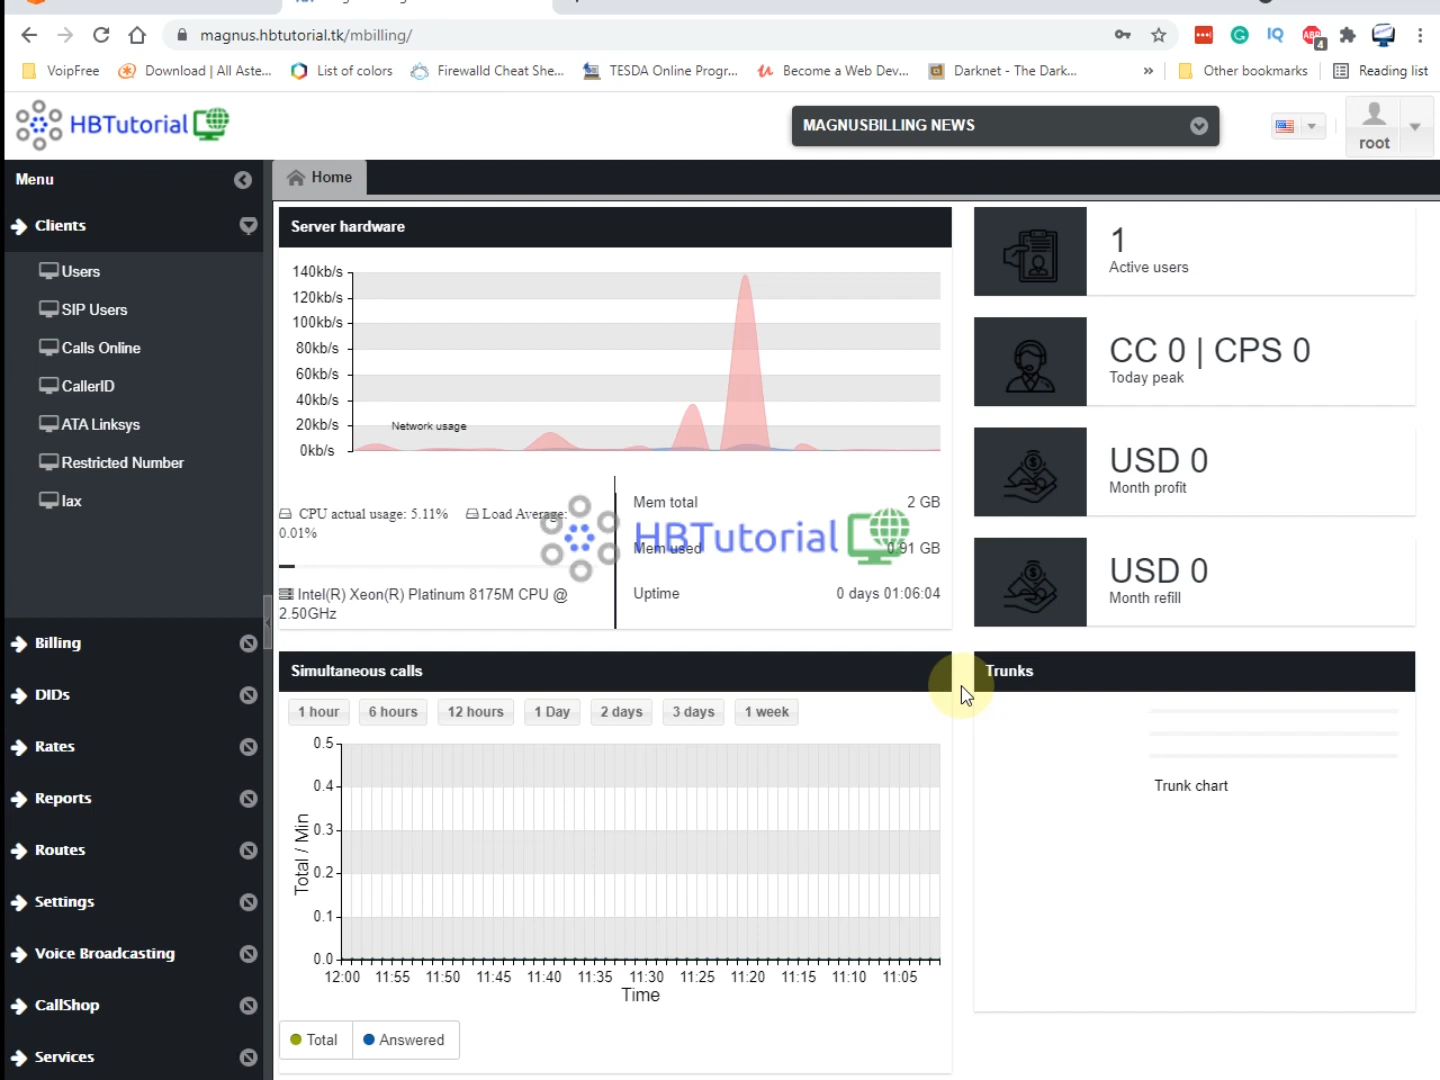 magnus.hbtutorial.tk/mbilling/
4
VoipFree
Download | All Aste...
List of colors
Firewalld Cheat She...
TESDA Online Progr...
Become a Web Dev...
Darknet - The Dark...
»
Other bookmarks
Reading list
HBTutorial
MAGNUSBILLING NEWS
root
Menu
Home
Clients
Users
SIP Users
Calls Online
CallerID
ATA Linksys
Restricted Number
Iax
Billing
DIDs
Rates
Reports
Routes
Settings
Voice Broadcasting
CallShop
Services
Server hardware
140kb/s
120kb/s
100kb/s
80kb/s
60kb/s
40kb/s
20kb/s
0kb/s
Network usage
CPU actual usage: 5.11% Load Average:
0.01%
Intel(R) Xeon(R) Platinum 8175M CPU @
2.50GHz
Mem total 2 GB
Mem used 0.91 GB
Uptime 0 days 01:06:04
HBTutorial
1
Active users
CC 0 | CPS 0
Today peak
USD 0
Month profit
USD 0
Month refill
Simultaneous calls
1 hour 6 hours 12 hours 1 Day 2 days 3 days 1 week
0.5
0.4
0.3
0.2
0.1
0.0
Total / Min
12:00 11:55 11:50 11:45 11:40 11:35 11:30 11:25 11:20 11:15 11:10 11:05
Time
Total Answered
Trunks
Trunk chart